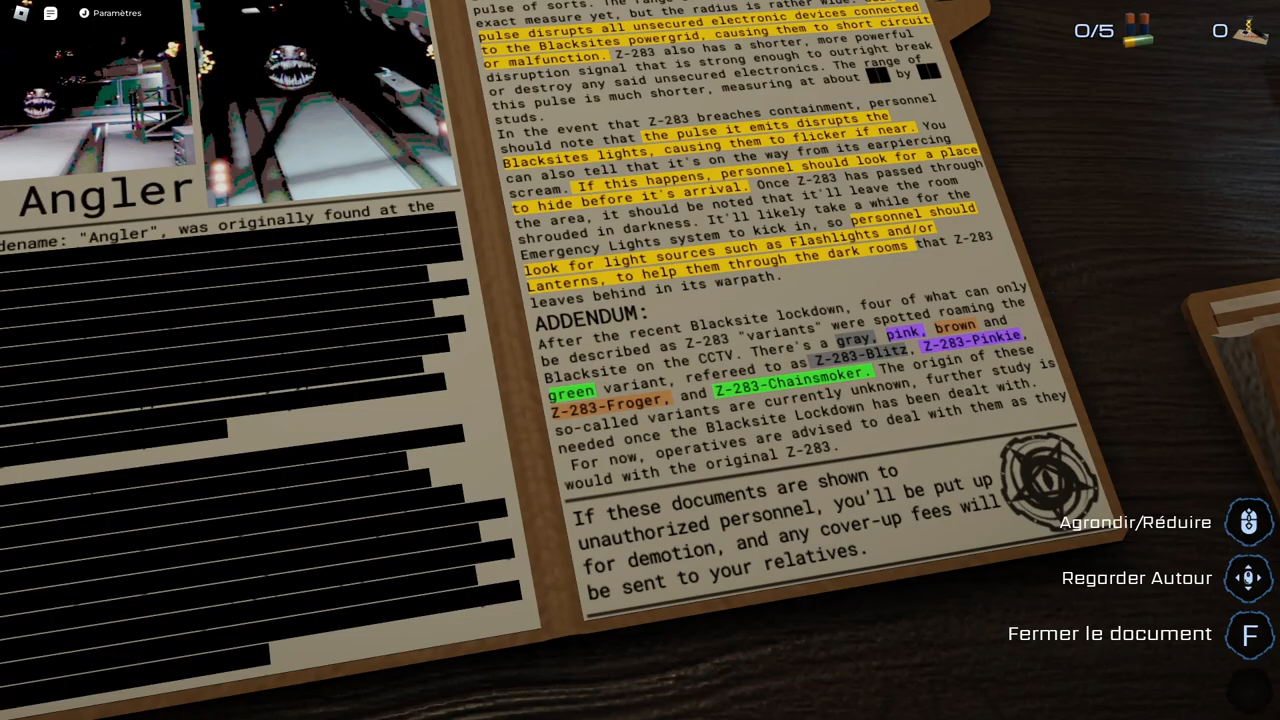 Paramètres
0/5
0
Angler
dename: "Angler", was originally found at the
pulse of sorts. The range
exact measure yet, but the radius is rather wide.
pulse disrupts all unsecured electronic devices connected
to the Blacksites powergrid, causing them to short circuit
or malfunction. Z-283 also has a shorter, more powerful
disruption signal that is strong enough to outright break
or destroy any said unsecured electronics. The range of
this pulse is much shorter, measuring at about by
studs.
In the event that Z-283 breaches containment, personnel
should note that the pulse it emits disrupts the
Blacksites lights, causing them to flicker if near. You
can also tell that it's on the way from its earpiercing
scream. If this happens, personnel should look for a place
to hide before it's arrival. Once Z-283 has passed through
the area, it should be noted that it'll leave the room
shrouded in darkness. It'll likely take a while for the
Emergency Lights system to kick in, so personnel should
look for light sources such as Flashlights and/or
Lanterns, to help them through the dark rooms that Z-283
leaves behind in its warpath.
ADDENDUM:
After the recent Blacksite lockdown, four of what can only
be described as Z-283 "variants" were spotted roaming the
Blacksite on the CCTV. There's a gray, pink, brown and
green variant, refereed to as Z-283-Blitz, Z-283-Pinkie,
Z-283-Froger, and Z-283-Chainsmoker. The origin of these
so-called variants are currently unknown, further study is
needed once the Blacksite Lockdown has been dealt with.
For now, operatives are advised to deal with them as they
would with the original Z-283.
If these documents are shown to
unauthorized personnel, you'll be put up
for demotion, and any cover-up fees will
be sent to your relatives.
Agrondir/Réduire
Regorder Autour
Fermer le document
F